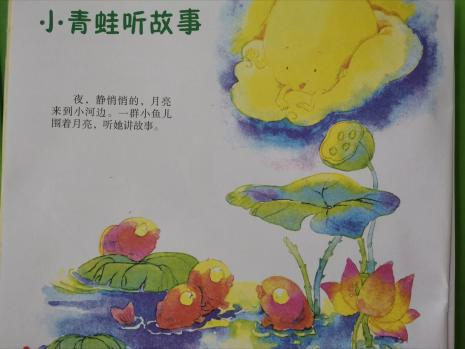 小青蛙听故事
夜，静悄悄的，月亮
来到小河边。一群小鱼儿
围着月亮，听她讲故事。